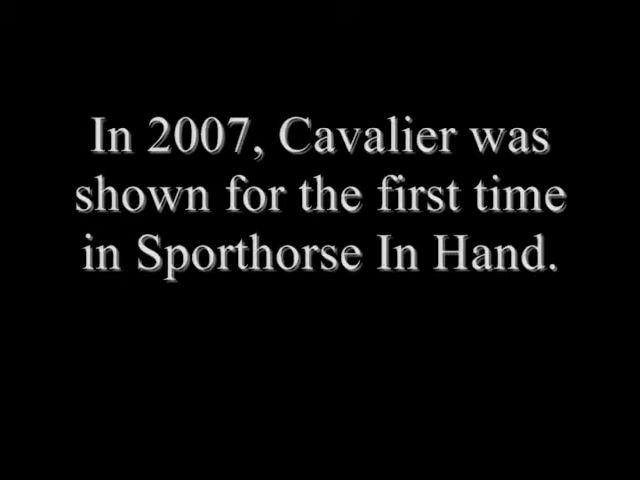 In 2007, Cavalier was
shown for the first time
in Sporthorse In Hand.